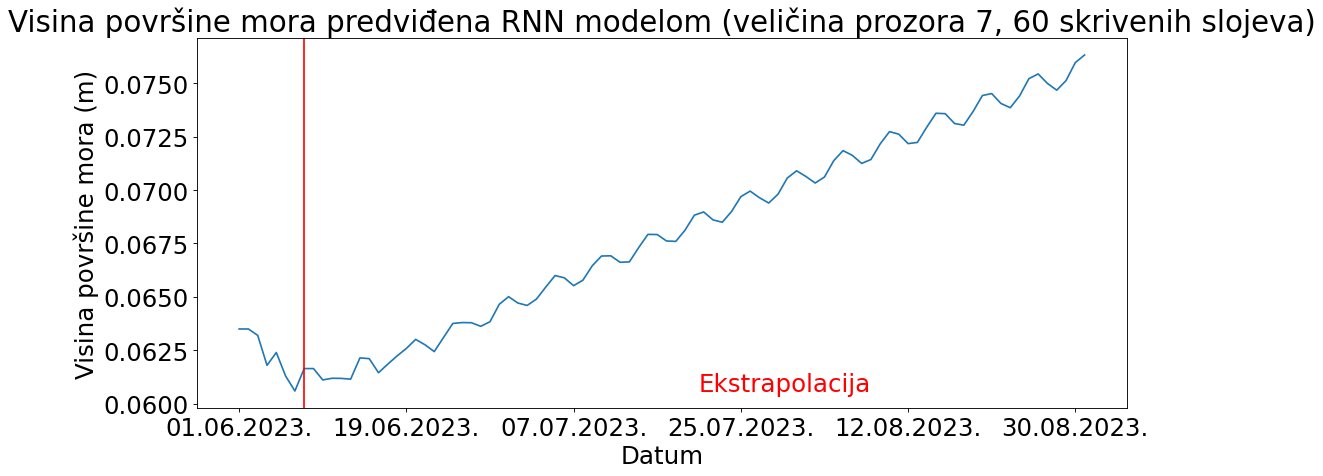 Visina površine mora predviđena RNN modelom (veličina prozora 7, 60 skrivenih slojeva)
Visina površine mora (m)
0.0750
0.0725
0.0700
0.0675
0.0650
0.0625
0.0600
Ekstrapolacija
01.06.2023. 19.06.2023. 07.07.2023. 25.07.2023. 12.08.2023. 30.08.2023.
Datum